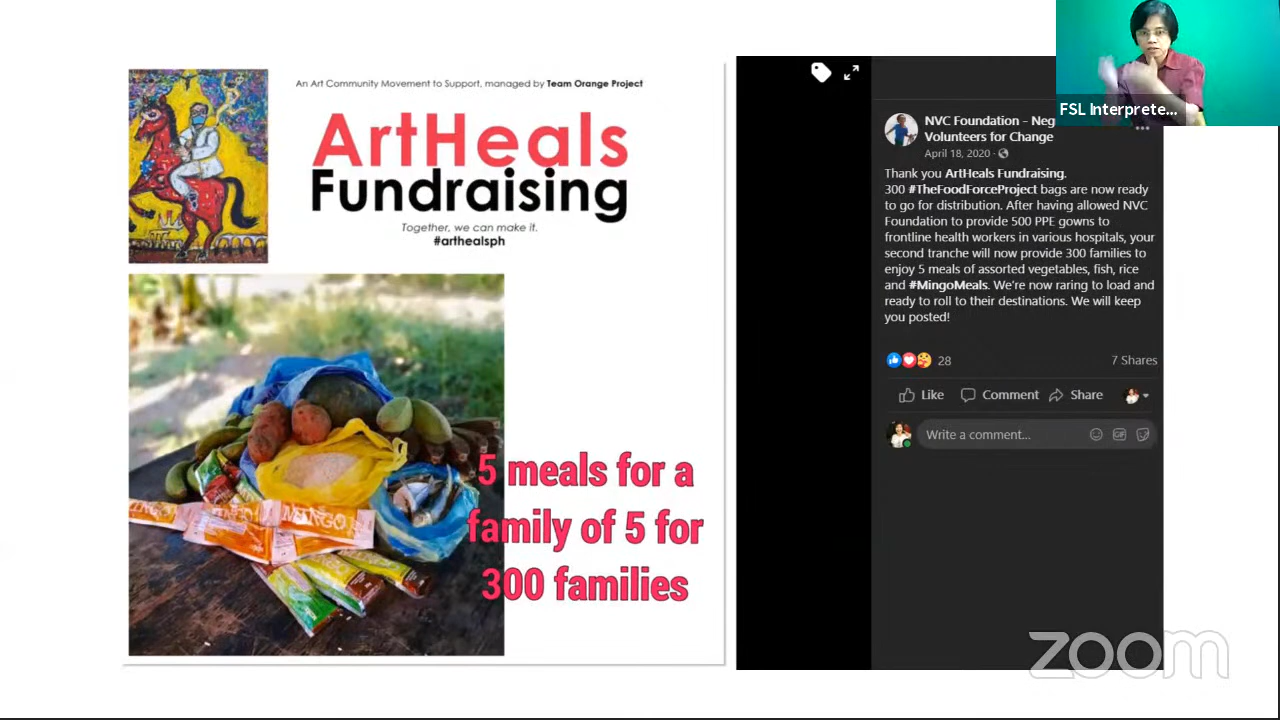 An Art Community Movement to Support, managed by Team Orange Project
ArtHeals
Fundraising
Together, we can make it.
#arthealsph
MINGO
5 meals for a
family of 5 for
300 families
FSL Interprete...
NVC Foundation - Neg
Volunteers for Change
April 18, 2020 ·
Thank you ArtHeals Fundraising.
300 #TheFoodForceProject bags are now ready
to go for distribution. After having allowed NVC
Foundation to provide 500 PPE gowns to
frontline health workers in various hospitals, your
second tranche will now provide 300 families to
enjoy 5 meals of assorted vegetables, fish, rice
and #MingoMeals. We're now raring to load and
ready to roll to their destinations. We will keep
you posted!
28
7 Shares
Like Comment Share
Write a comment...
GIF
zoom